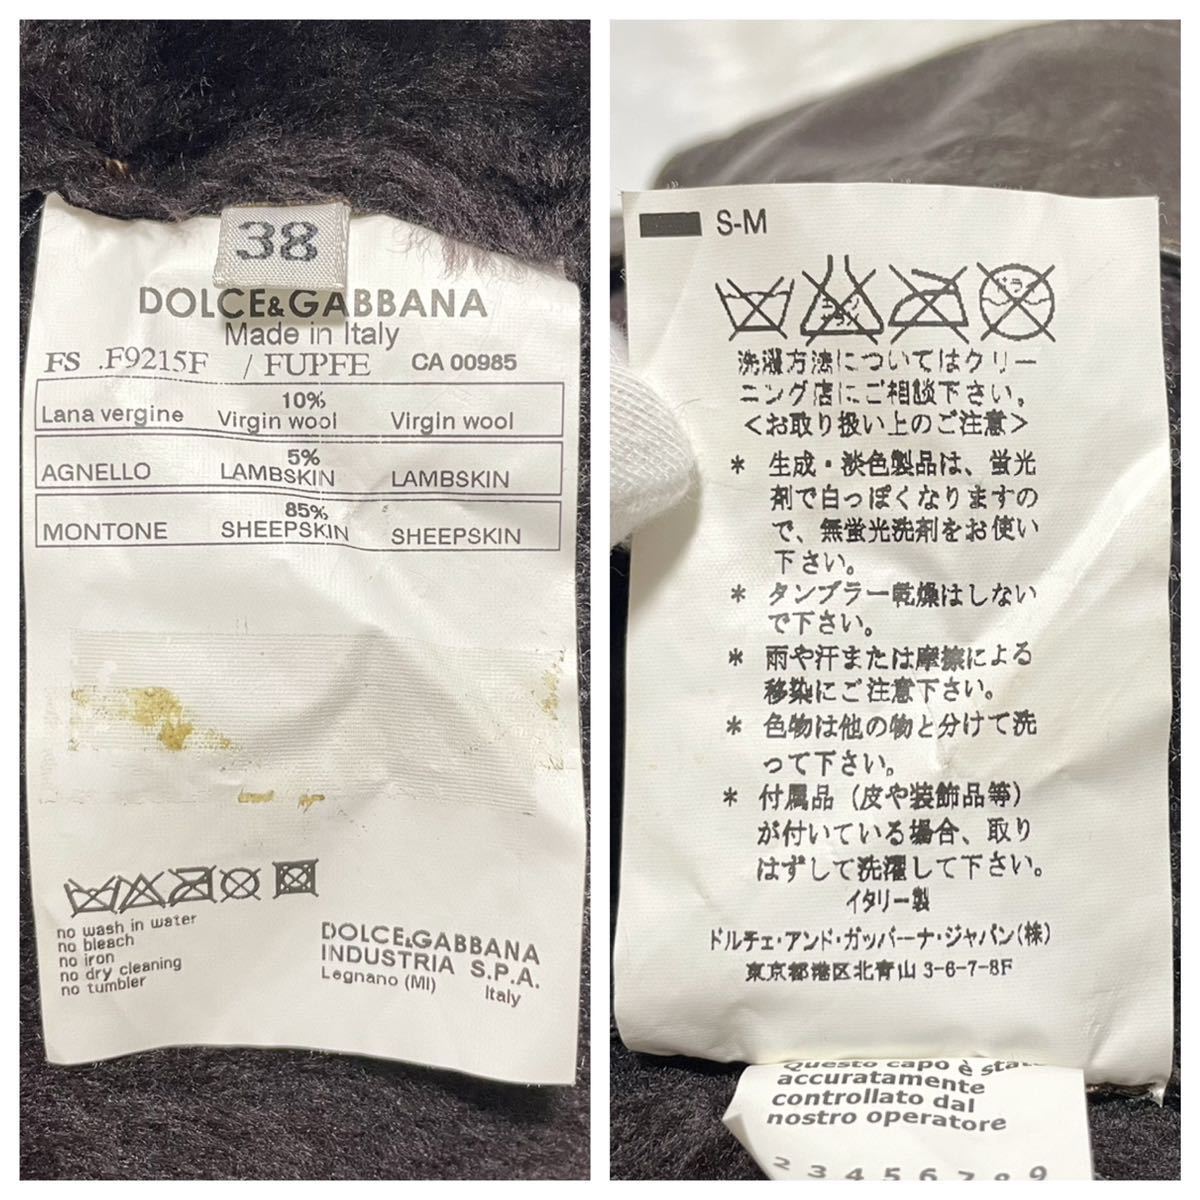 38
DOLCE&GABBANA
Made in Italy
FS .F9215F / FUPFE CA 00985
10%
Lana vergine Virgin wool Virgin wool
5%
AGNELLO LAMBSKIN LAMBSKIN
85%
MONTONE SHEEPSKIN SHEEPSKIN
no wash in water
no bleach
no iron
no dry cleaning
no tumbler
DOLCE&GABBANA
INDUSTRIA S.P.A.
Legnano (MI) Italy
S-M
エンソ
サラシ
ドライ
洗濯方法についてはクリー
ニング店にご相談下さい。
<お取り扱い上のご注意>
* 生成・淡色製品は、蛍光
剤で白っぽくなりますの
で、無蛍光洗剤をお使い
下さい。
* タンブラー乾燥はしない
で下さい。
* 雨や汗または摩擦による
移染にご注意下さい。
* 色物は他の物と分けて洗
って下さい。
* 付属品（皮や装飾品等）
が付いている場合、取り
はずして洗濯して下さい。
イタリー製
ドルチェ・アンド・ガッバーナ・ジャパン(株)
東京都港区北青山3-6-7-8F
Questo capo è stato
accuratamente
controllato dal
nostro operatore
2 3 4 5 6 7 8 9